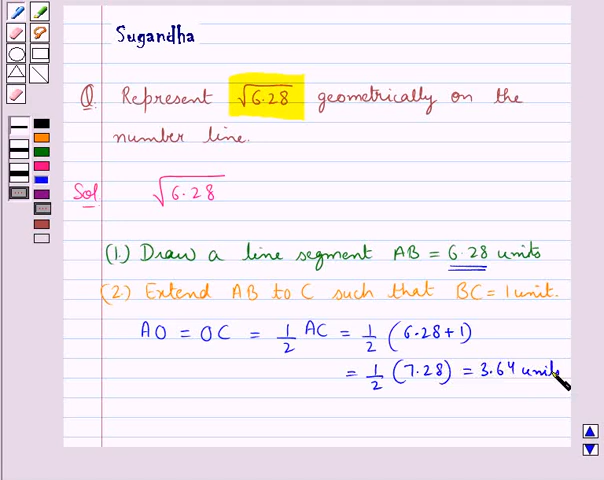 Sugandha
Q. Represent √6.28 geometrically on the
number line.
Sol √6.28
(1.) Draw a line segment AB = 6.28 units
(2.) Extend AB to C such that BC = 1 unit.
AO = OC = 1/2 AC = 1/2 (6.28+1)
= 1/2 (7.28) = 3.64 units